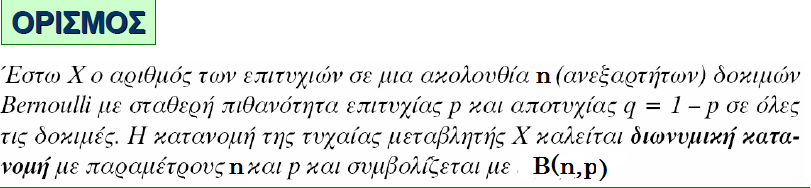 ΟΡΙΣΜΟΣ
Έστω X ο αριθμός των επιτυχιών σε μια ακολουθία n (ανεξαρτήτων) δοκιμών
Bernoulli με σταθερή πιθανότητα επιτυχίας p και αποτυχίας q = 1 – p σε όλες
τις δοκιμές. Η κατανομή της τυχαίας μεταβλητής X καλείται διωνυμική κατα-
νομή με παραμέτρους n και p και συμβολίζεται με B(n,p)